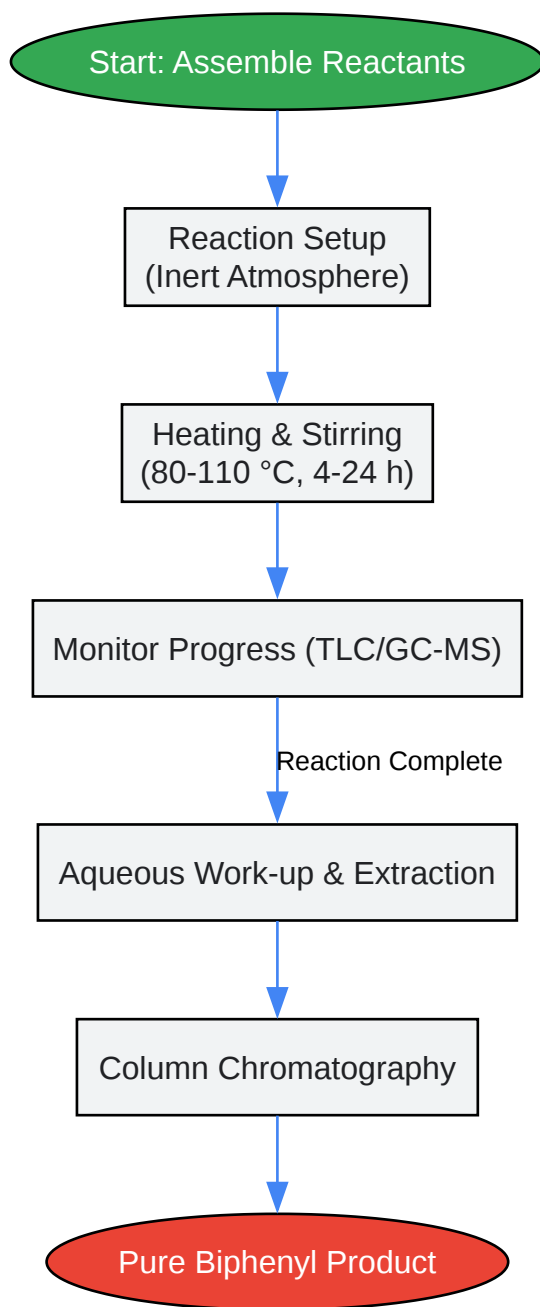 Start: Assemble Reactants
Reaction Setup
(Inert Atmosphere)
Heating & Stirring
(80-110 °C, 4-24 h)
Monitor Progress (TLC/GC-MS)
Reaction Complete
Aqueous Work-up & Extraction
Column Chromatography
Pure Biphenyl Product